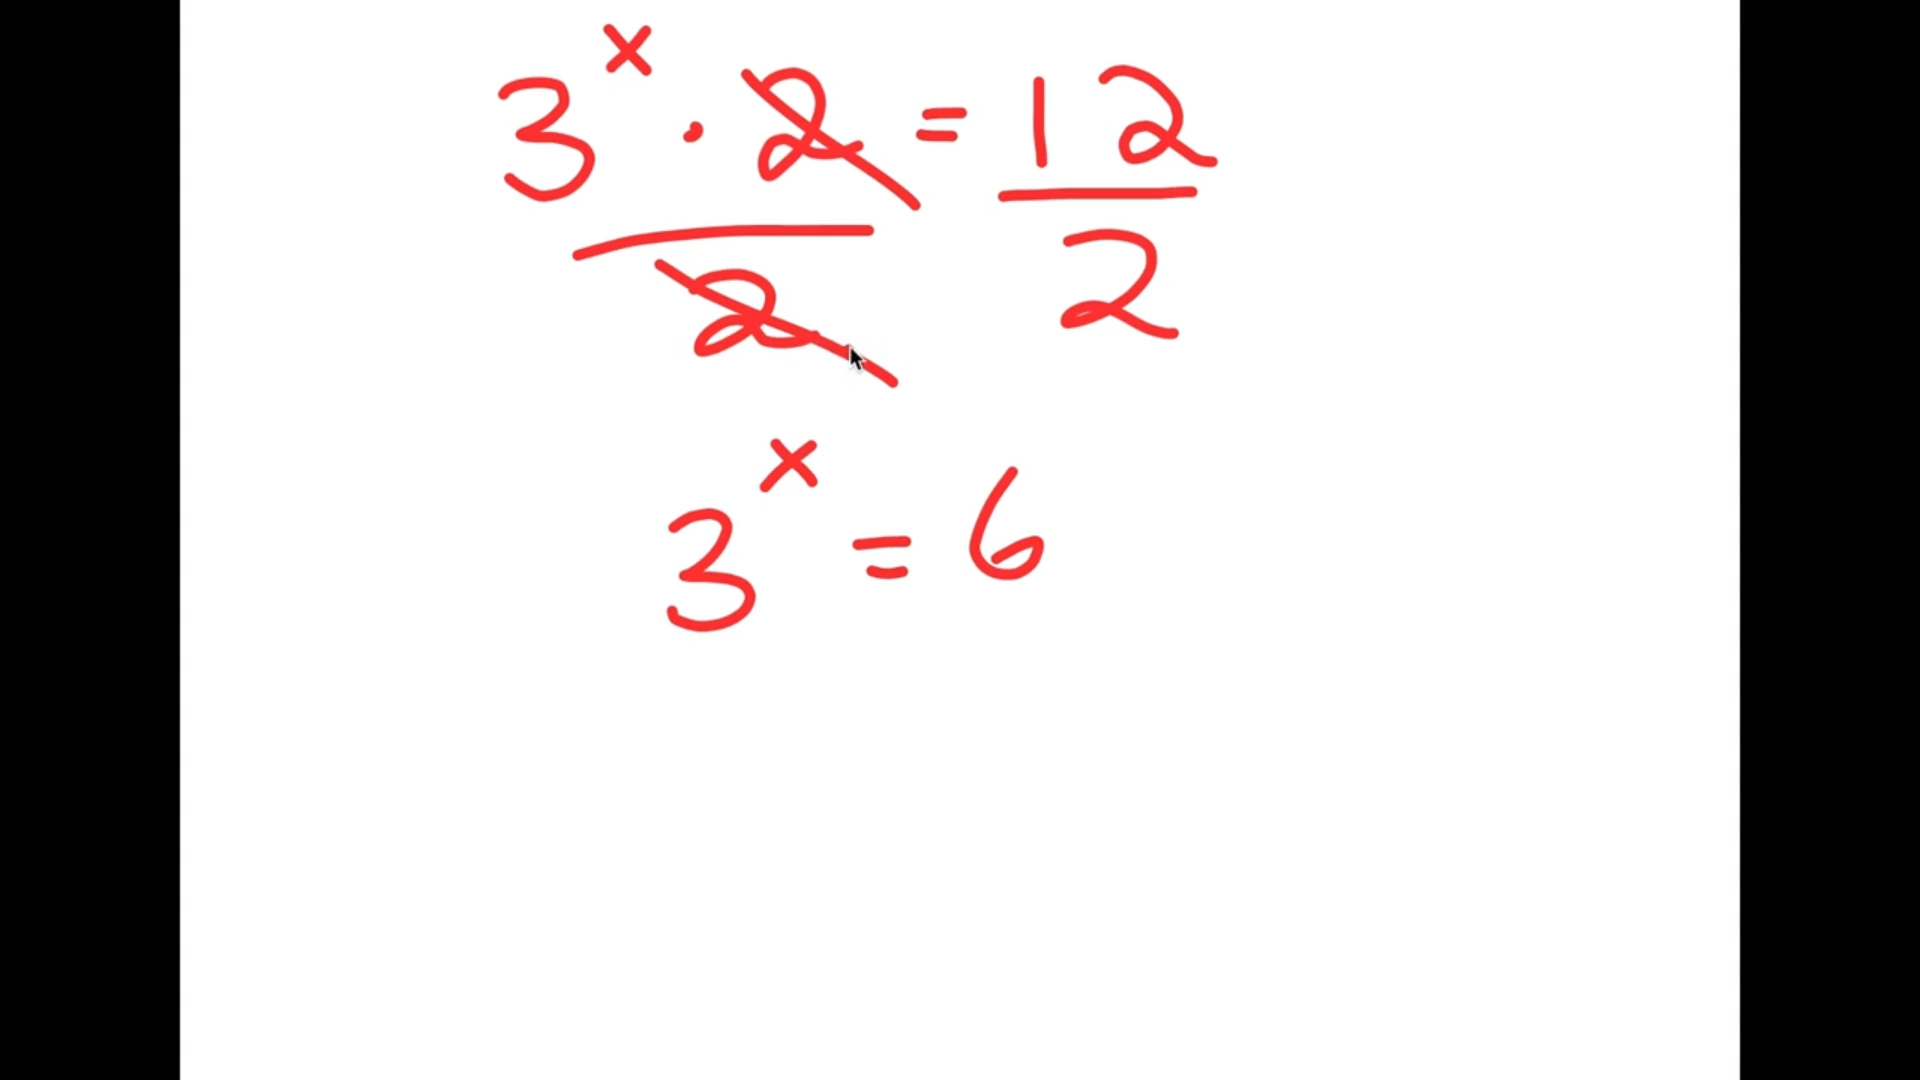 3^x · 2 = 12
2 2
3^x = 6